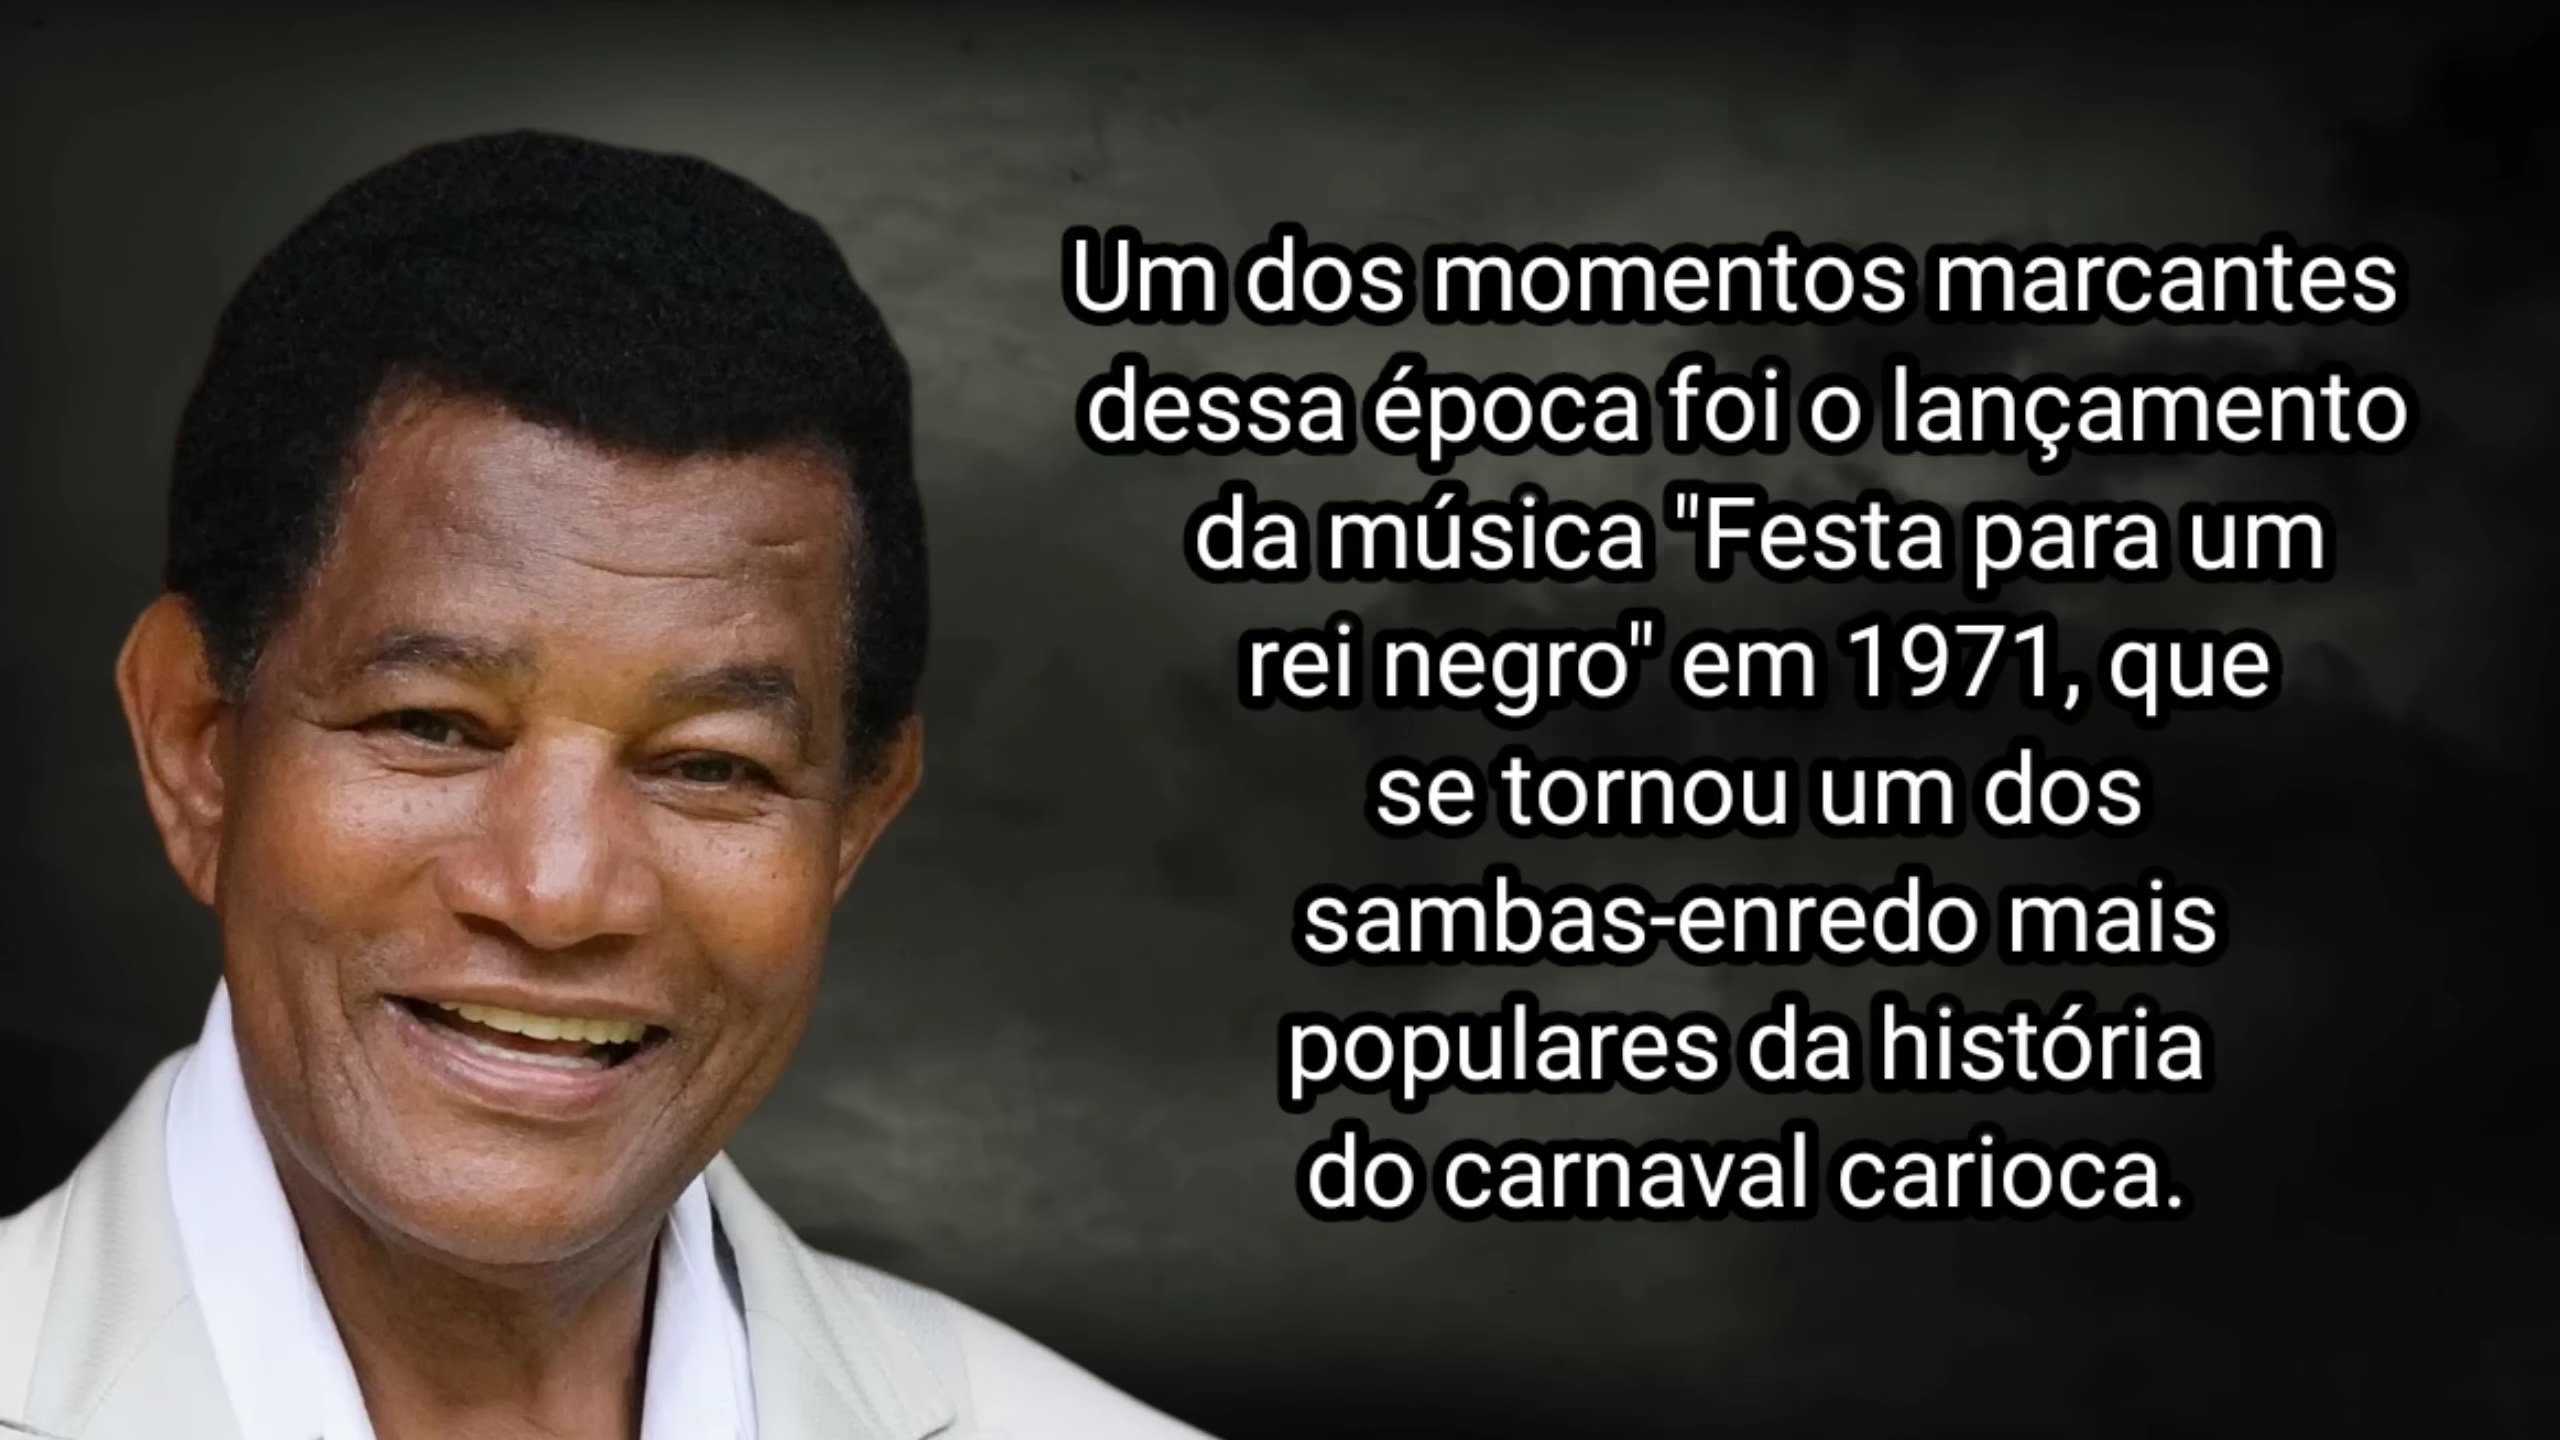 Um dos momentos marcantes
dessa época foi o lançamento
da música "Festa para um
rei negro" em 1971, que
se tornou um dos
sambas-enredo mais
populares da história
do carnaval carioca.